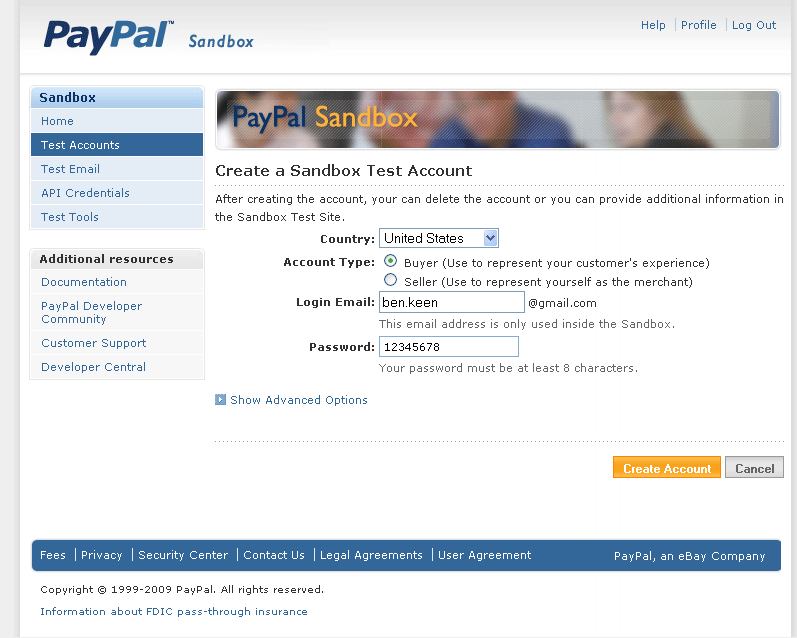 PayPal™ Sandbox
Help Profile Log Out
Sandbox
Home
Test Accounts
Test Email
API Credentials
Test Tools
Additional resources
Documentation
PayPal Developer
Community
Customer Support
Developer Central
PayPal Sandbox
Create a Sandbox Test Account
After creating the account, your can delete the account or you can provide additional information in
the Sandbox Test Site.
Country: United States
Account Type: Buyer (Use to represent your customer's experience)
Seller (Use to represent yourself as the merchant)
Login Email: ben.keen @gmail.com
This email address is only used inside the Sandbox.
Password: 12345678
Your password must be at least 8 characters.
Show Advanced Options
Create Account Cancel
Fees | Privacy | Security Center | Contact Us | Legal Agreements | User Agreement PayPal, an eBay Company
Copyright © 1999-2009 PayPal. All rights reserved.
Information about FDIC pass-through insurance